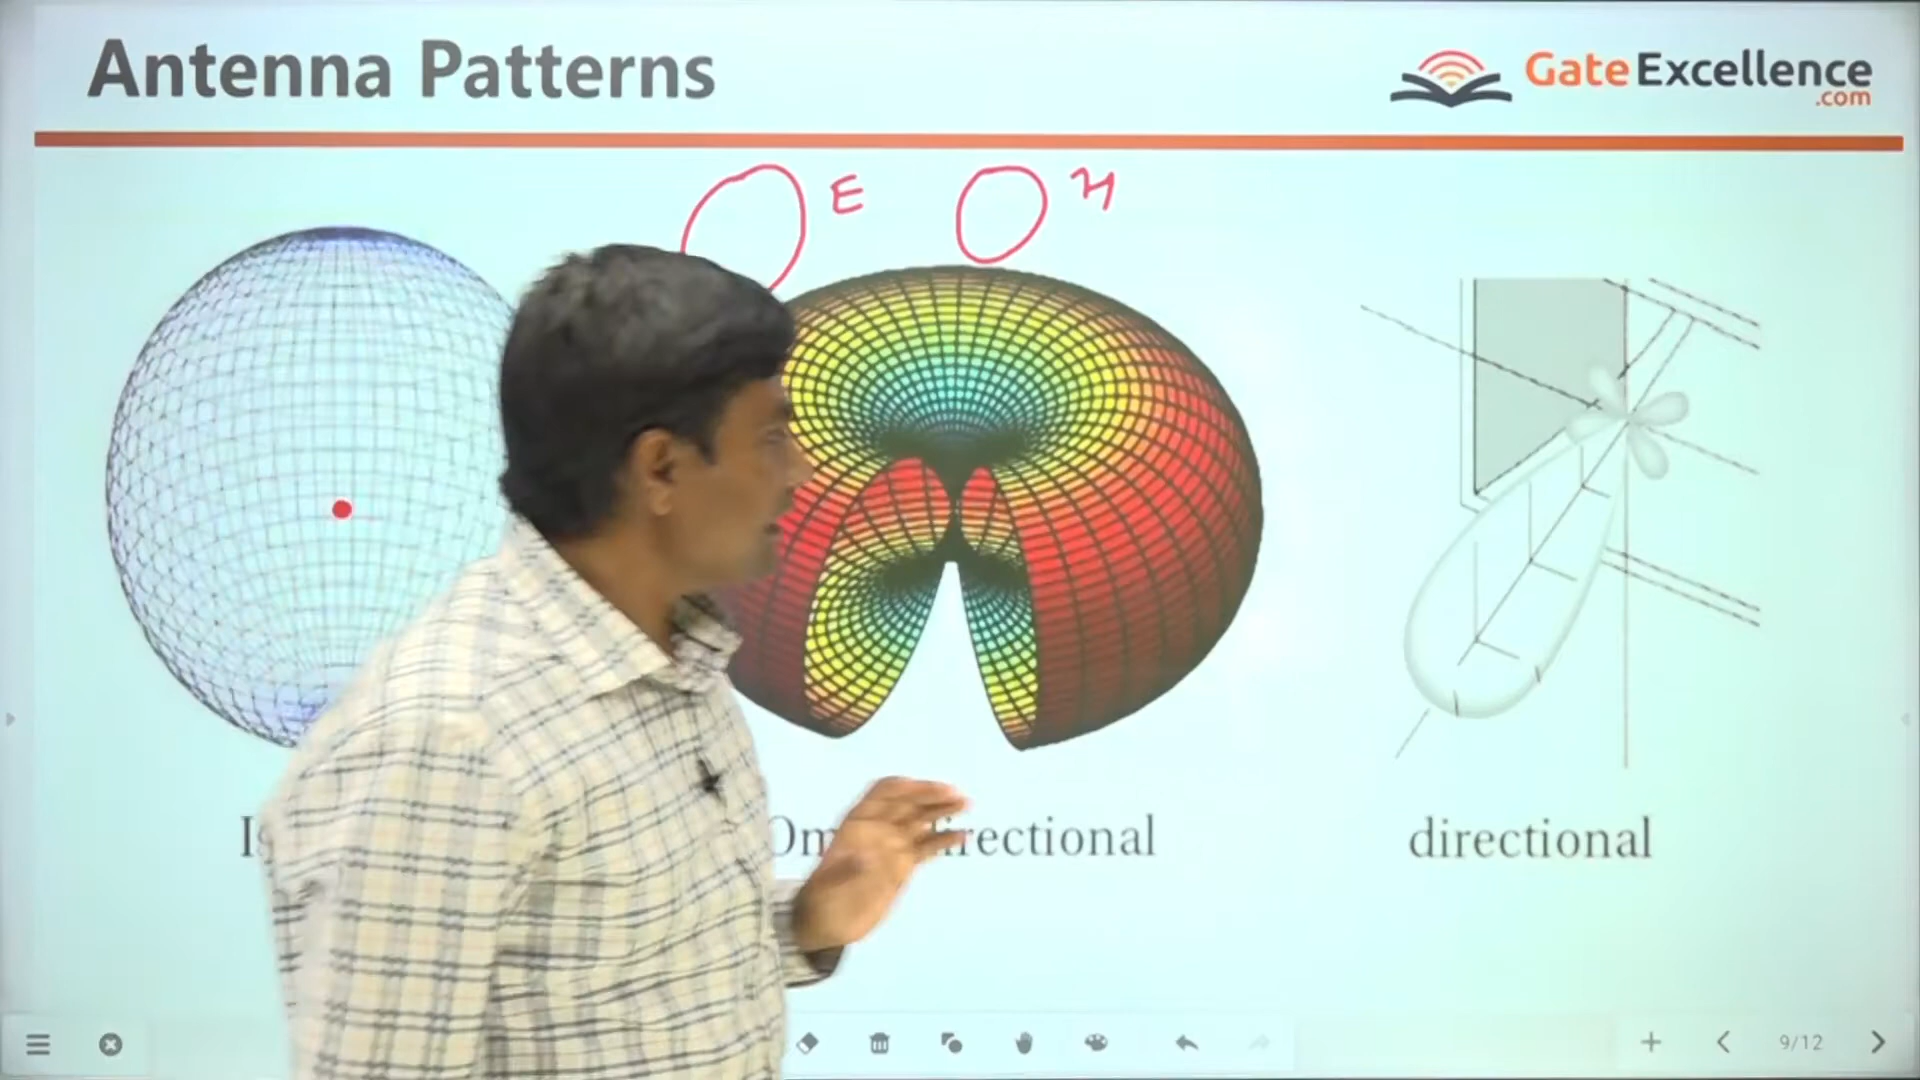 Antenna Patterns
GateExcellence
.com
E
H
directional
9/12